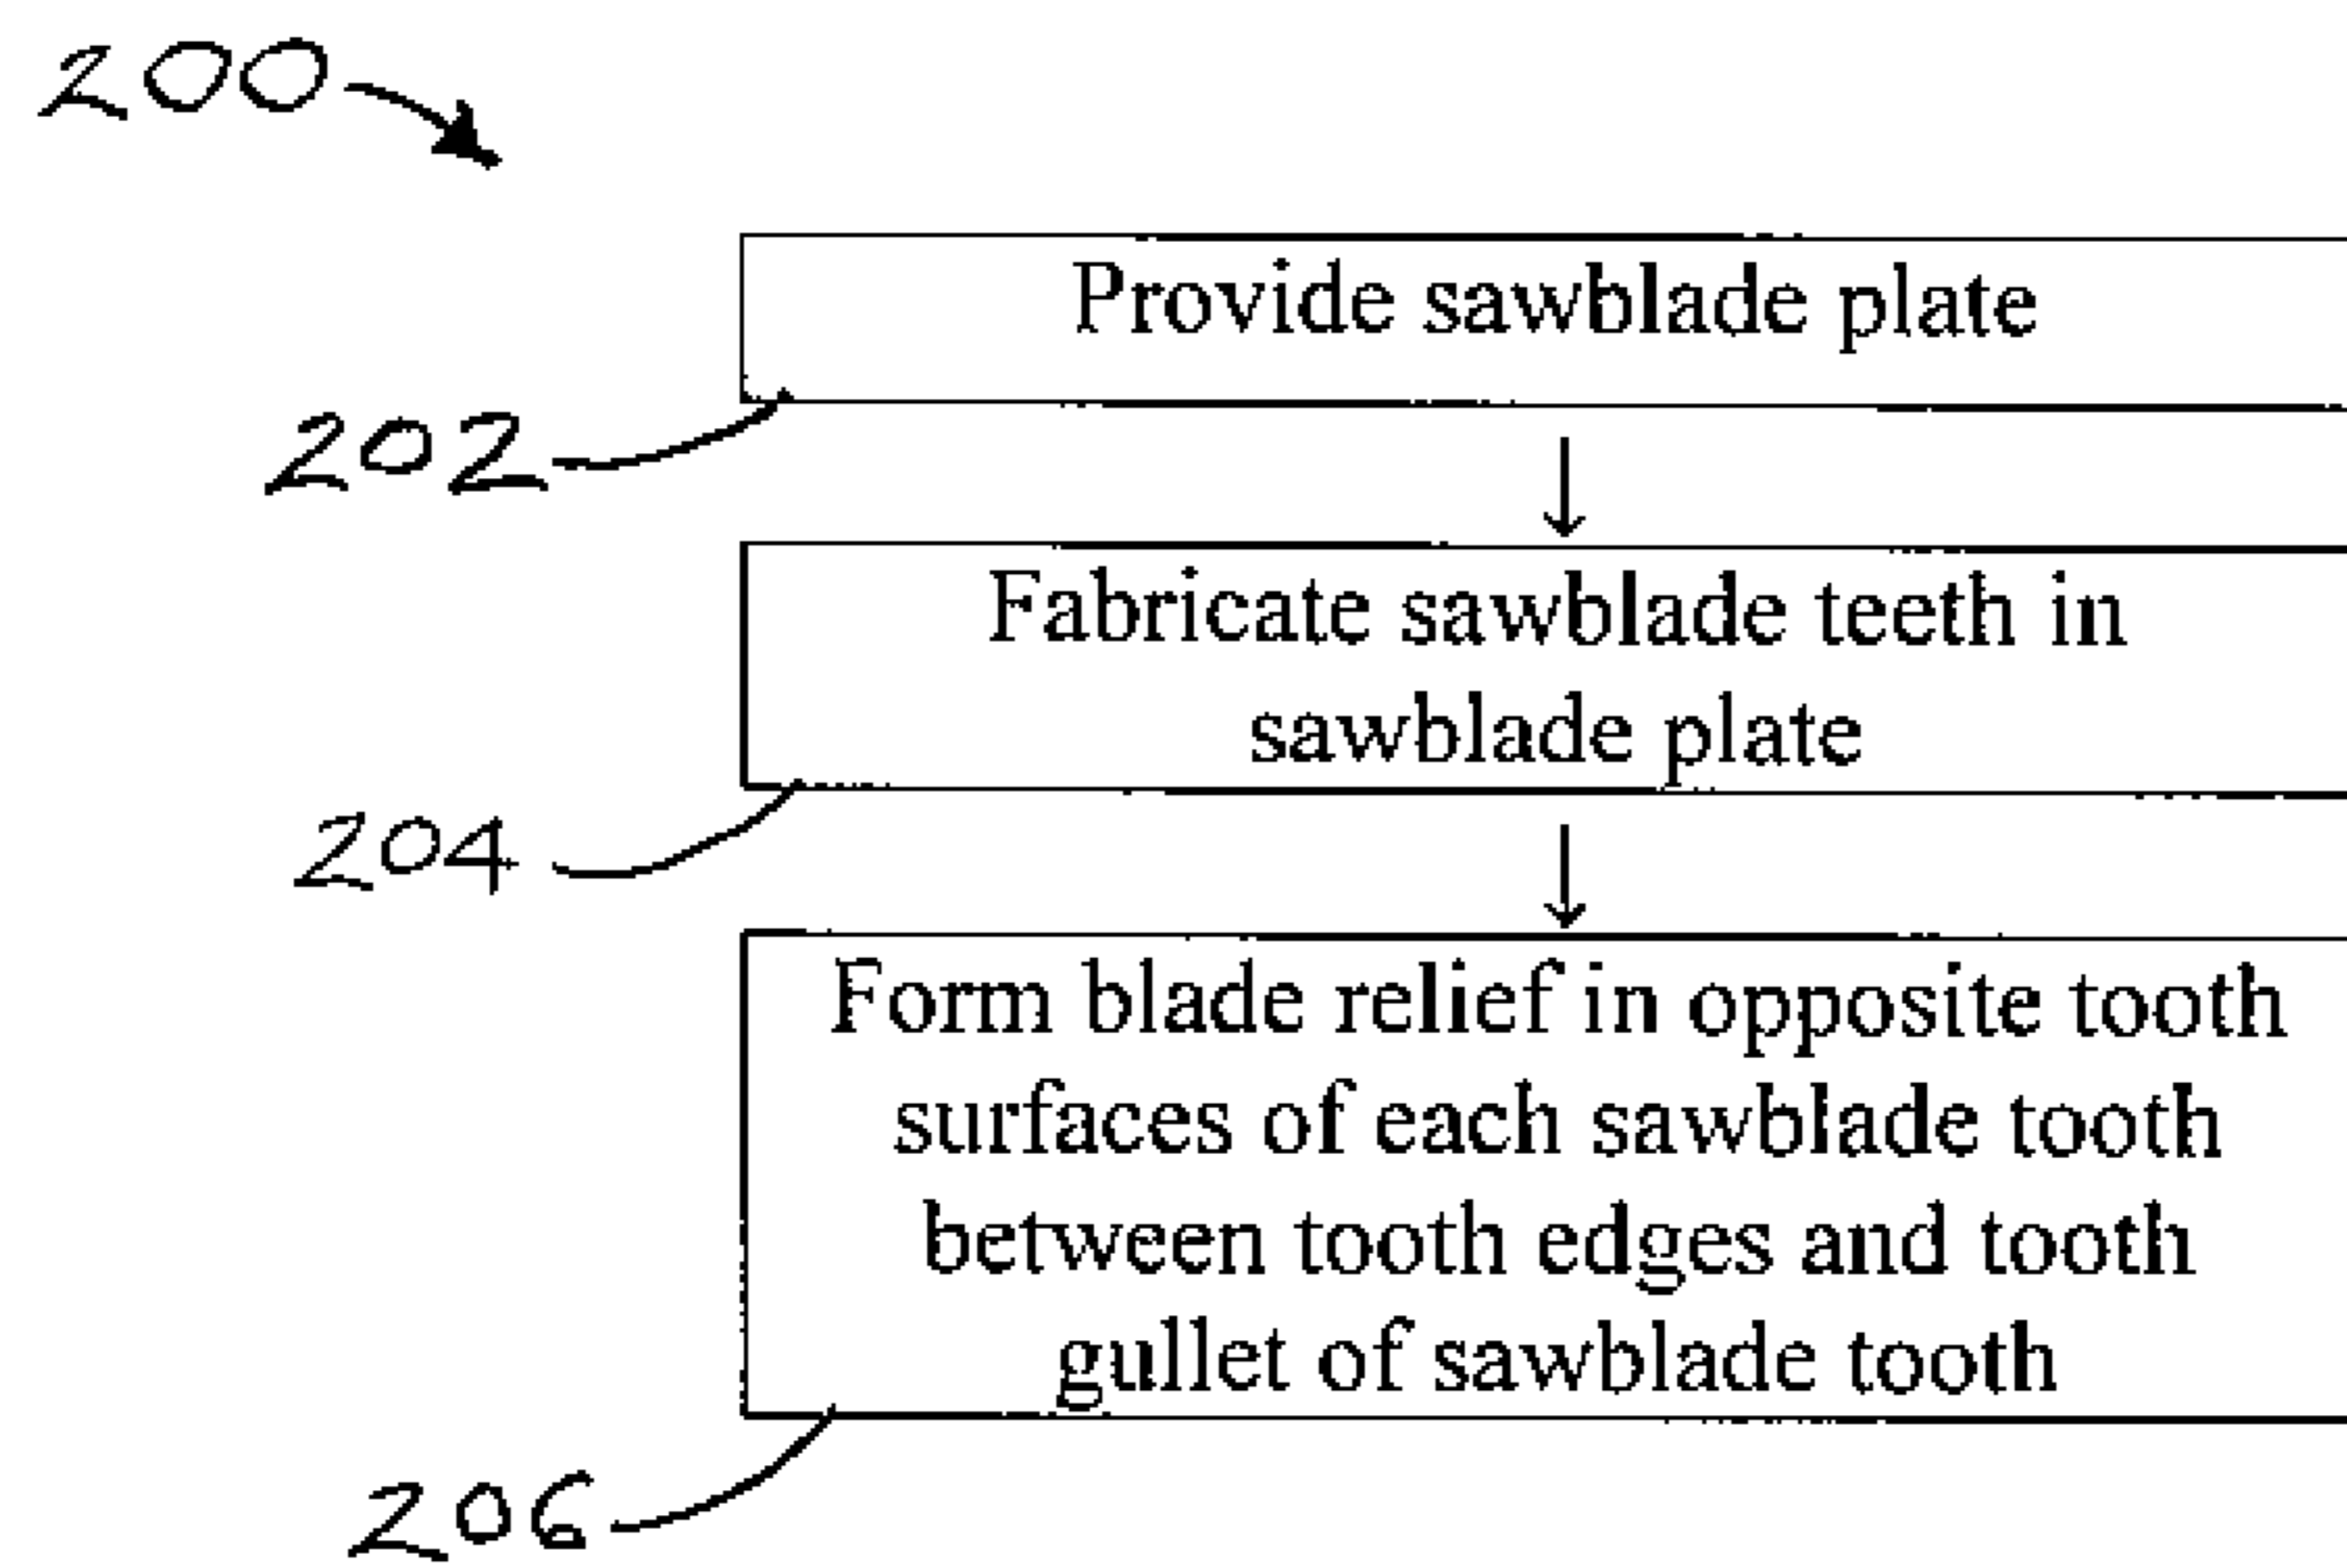 200
Provide sawblade plate
202
Fabricate sawblade teeth in
sawblade plate
204
Form blade relief in opposite tooth
surfaces of each sawblade tooth
between tooth edges and tooth
gullet of sawblade tooth
206